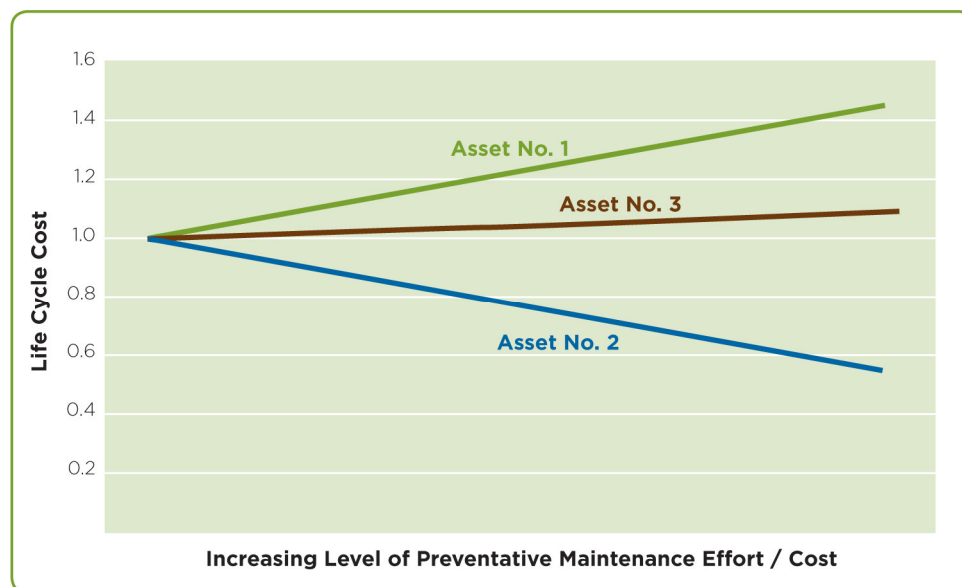 1.6
1.4
Asset No. 1
1.2
Asset No. 3
1.0
0.8
Asset No. 2
0.6
0.4
0.2
Life Cycle Cost
Increasing Level of Preventative Maintenance Effort / Cost